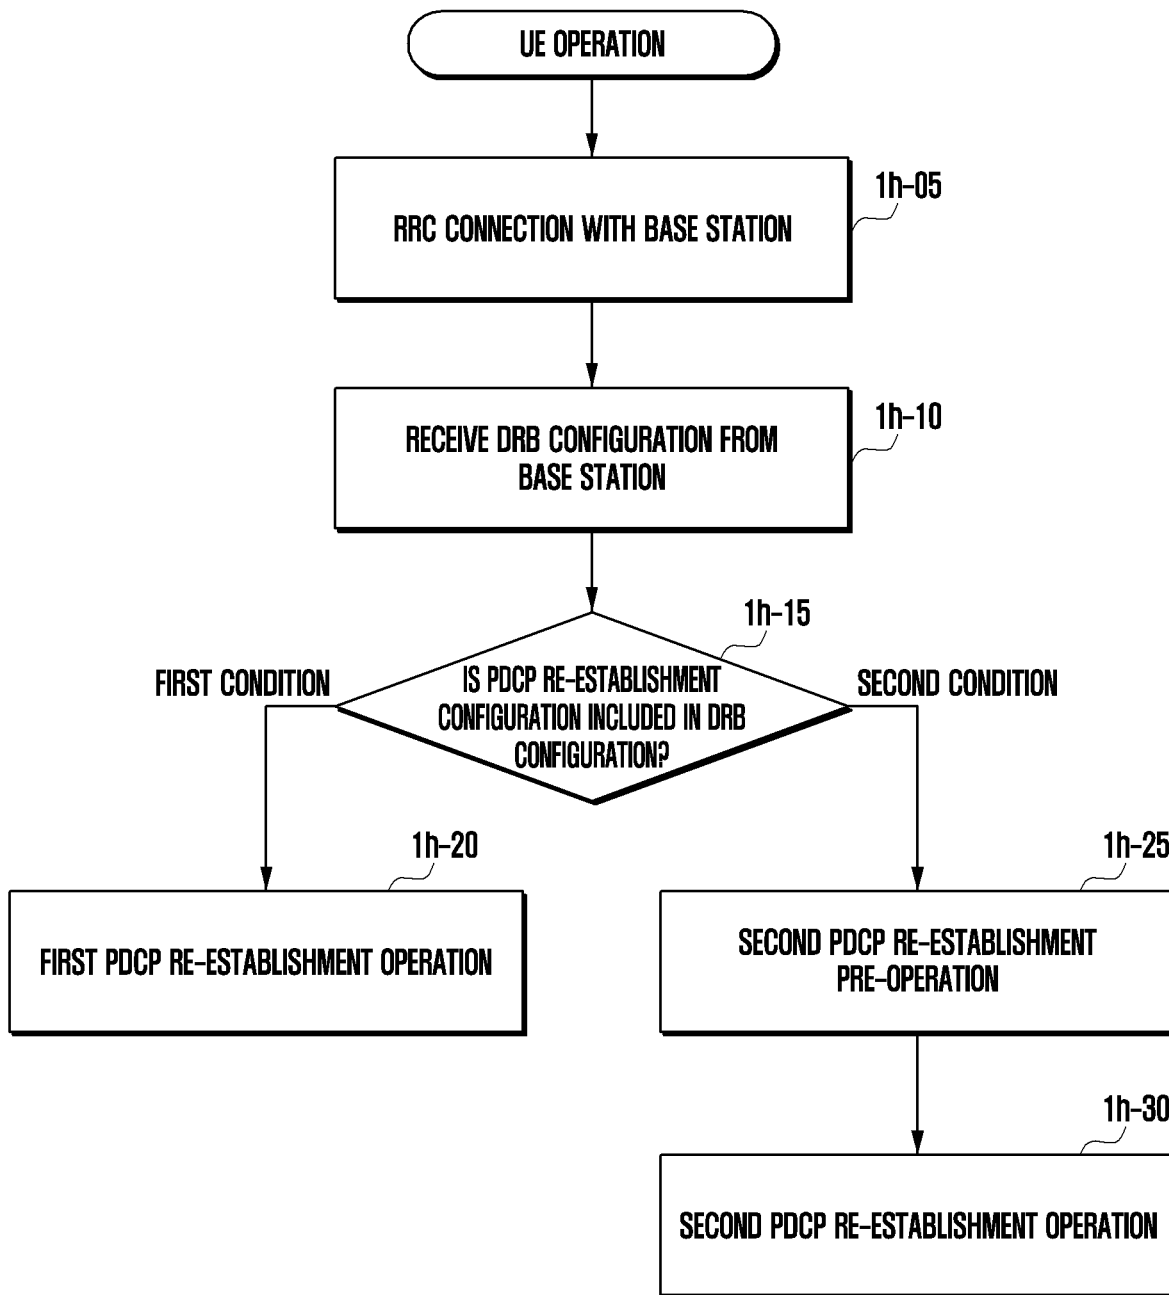 UE OPERATION
1h-05
RRC CONNECTION WITH BASE STATION
1h-10
RECEIVE DRB CONFIGURATION FROM
BASE STATION
1h-15
FIRST CONDITION
IS PDCP RE-ESTABLISHMENT
CONFIGURATION INCLUDED IN DRB
CONFIGURATION?
SECOND CONDITION
1h-20
FIRST PDCP RE-ESTABLISHMENT OPERATION
1h-25
SECOND PDCP RE-ESTABLISHMENT
PRE-OPERATION
1h-30
SECOND PDCP RE-ESTABLISHMENT OPERATION